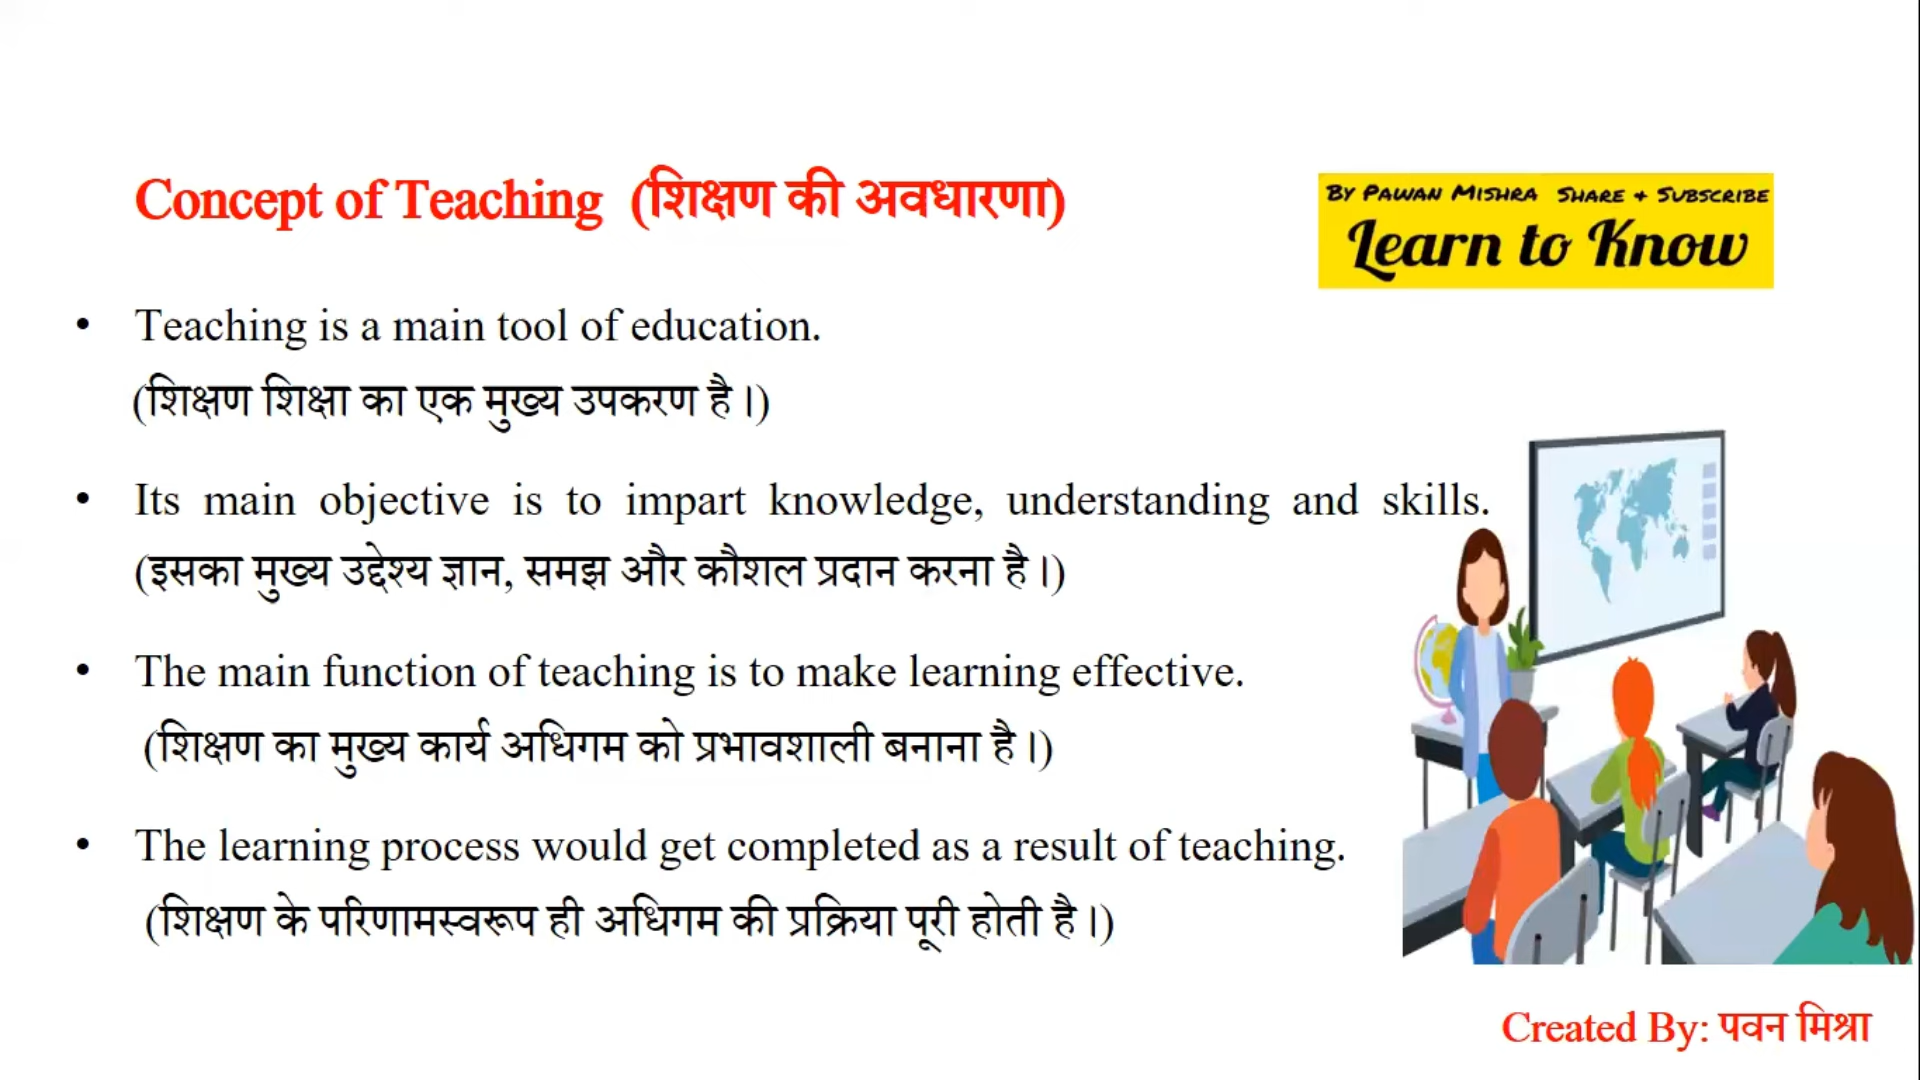 Concept of Teaching (शिक्षण की अवधारणा)
By Pawan Mishra Share + Subscribe
Learn to Know
• Teaching is a main tool of education.
(शिक्षण शिक्षा का एक मुख्य उपकरण है।)
• Its main objective is to impart knowledge, understanding and skills.
(इसका मुख्य उद्देश्य ज्ञान, समझ और कौशल प्रदान करना है।)
• The main function of teaching is to make learning effective.
(शिक्षण का मुख्य कार्य अधिगम को प्रभावशाली बनाना है।)
• The learning process would get completed as a result of teaching.
(शिक्षण के परिणामस्वरूप ही अधिगम की प्रक्रिया पूरी होती है।)
Created By: पवन मिश्रा